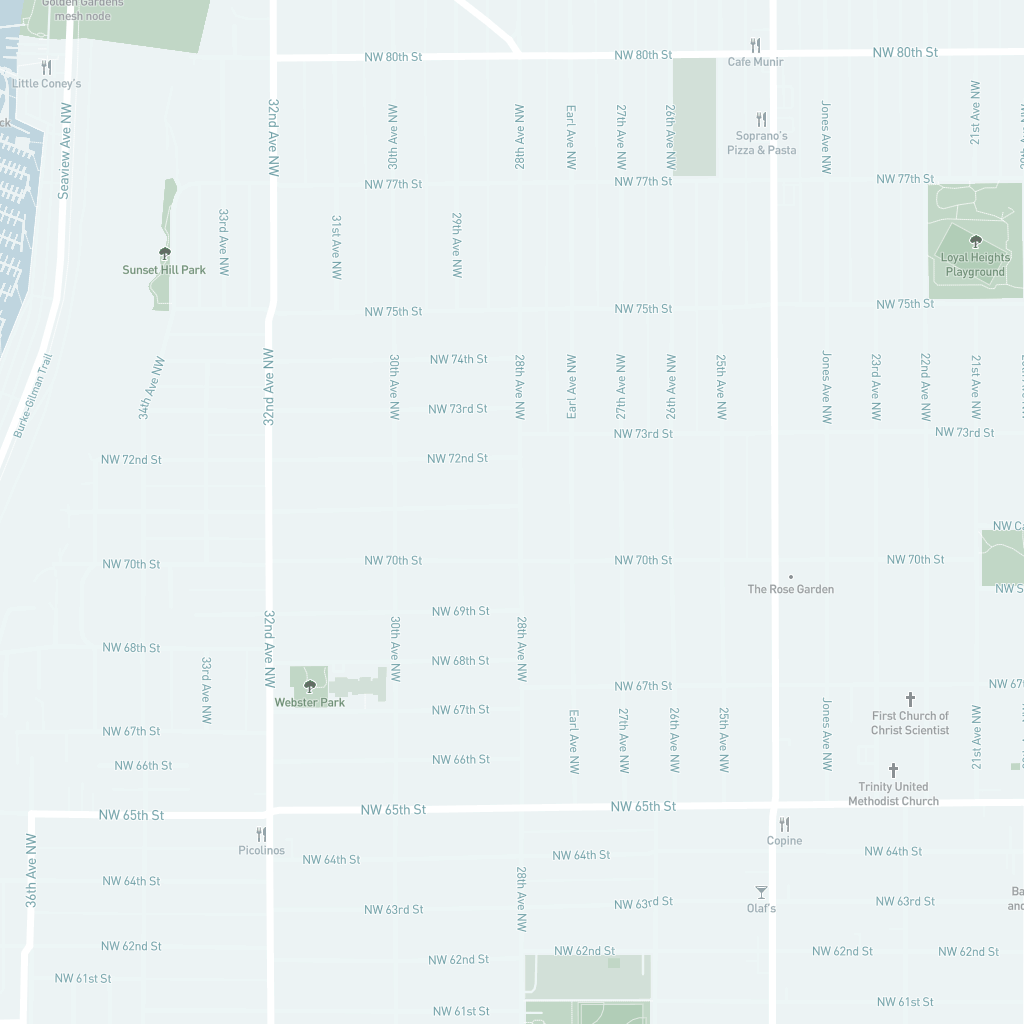 Golden Gardens
mesh node
NW 80th St
NW 80th St
Cafe Munir
NW 80th St
Little Coney's
ck
Seaview Ave NW
32nd Ave NW
30th Ave NW
28th Ave NW
Earl Ave NW
27th Ave NW
26th Ave NW
Soprano's
Pizza & Pasta
Jones Ave NW
21st Ave NW
NW 77th St
NW 77th St
NW 77th St
33rd Ave NW
31st Ave NW
29th Ave NW
Sunset Hill Park
Loyal Heights
Playground
NW 75th St
NW 75th St
NW 75th St
Burke-Gilman Trail
34th Ave NW
32nd Ave NW
30th Ave NW
NW 74th St
28th Ave NW
Earl Ave NW
27th Ave NW
26th Ave NW
25th Ave NW
Jones Ave NW
23rd Ave NW
22nd Ave NW
21st Ave NW
NW 73rd St
NW 73rd St
NW 73rd St
NW 72nd St
NW 72nd St
NW Ca
NW 70th St
NW 70th St
NW 70th St
NW 70th St
The Rose Garden
NW S
NW 69th St
32nd Ave NW
30th Ave NW
28th Ave NW
NW 68th St
NW 68th St
33rd Ave NW
NW 67th St
NW 67
Webster Park
NW 67th St
Earl Ave NW
27th Ave NW
26th Ave NW
25th Ave NW
Jones Ave NW
First Church of
Christ Scientist
21st Ave NW
NW 67th St
NW 66th St
NW 66th St
Trinity United
Methodist Church
NW 65th St
NW 65th St
NW 65th St
36th Ave NW
Picolinos
Copine
NW 64th St
NW 64th St
NW 64th St
NW 64th St
28th Ave NW
Olaf's
Ba
and
NW 63rd St
NW 63rd St
NW 63rd St
NW 62nd St
NW 62nd St
NW 62nd St
NW 62nd St
NW 62nd St
NW 61st St
NW 61st St
NW 61st St